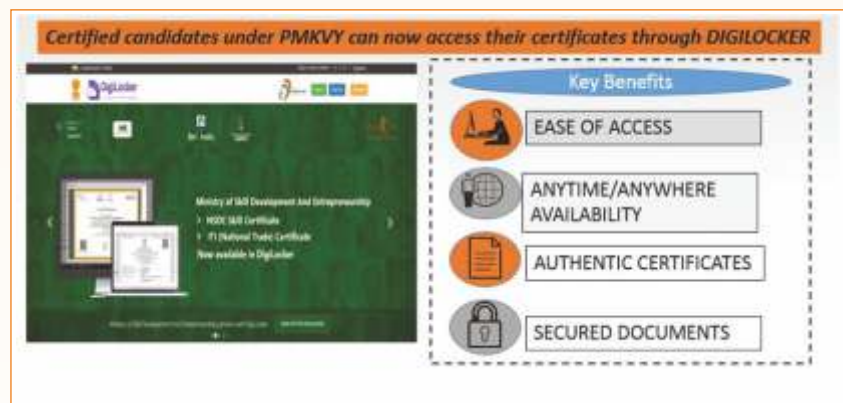 Certified candidates under PMKVY can now access their certificates through DIGILOCKER
DigiLocker
Ministry of Skill Development And Entrepreneurship
NSDC Skill Certificate
ITI (National Trade) Certificate
Now available in DigiLocker
Key Benefits
EASE OF ACCESS
ANYTIME/ANYWHERE
AVAILABILITY
AUTHENTIC CERTIFICATES
SECURED DOCUMENTS